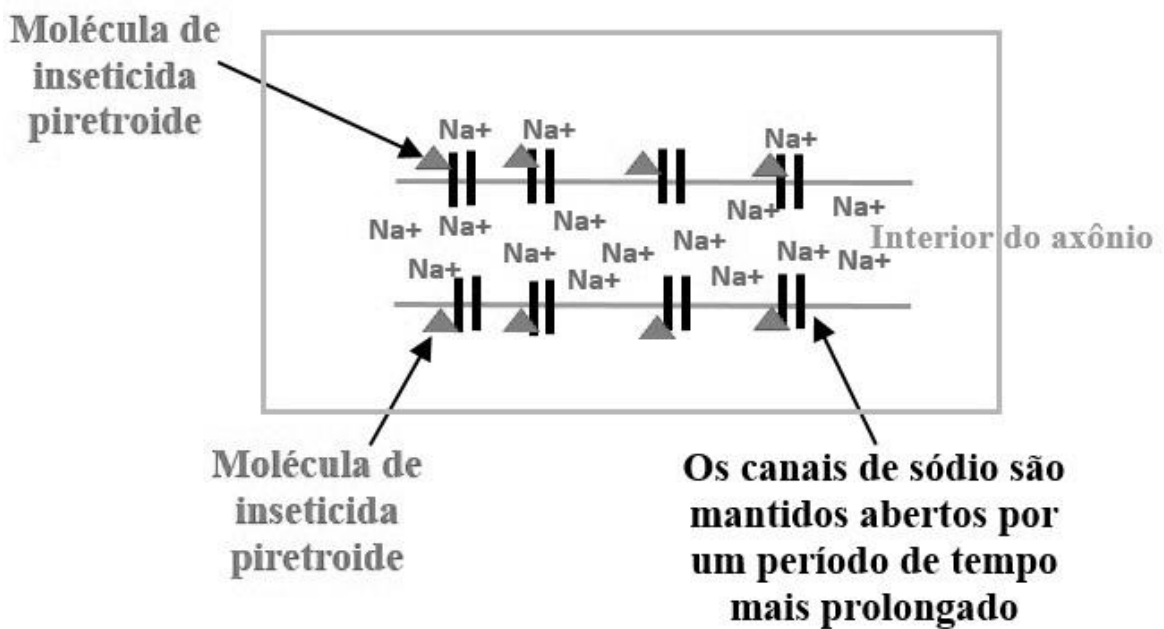 Molécula de
inseticida
piretroide
Na+ Na+ Na+
Na+ Na+ Na+ Na+ Na+
Interior do axônio
Na+ Na+ Na+ Na+ Na+ Na+
Na+ Na+
Molécula de
inseticida
piretroide
Os canais de sódio são
mantidos abertos por
um período de tempo
mais prolongado